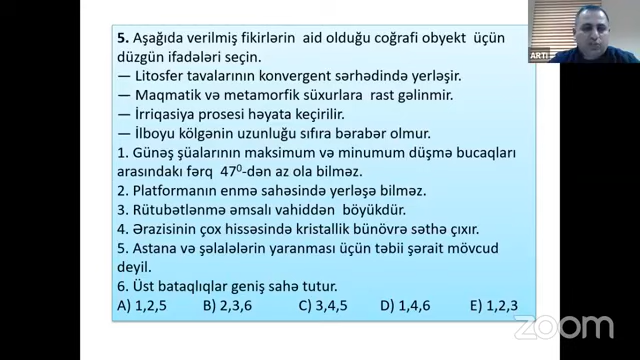 5. Aşağıda verilmiş fikirlərin aid olduğu coğrafi obyekt üçün
düzgün ifadələri seçin.
— Litosfer tavalarının konvergent sərhədində yerləşir.
— Maqmatik və metamorfik süxurlara rast gəlinmir.
— İrriqasiya prosesi həyata keçirilir.
— İlboyu kölgənin uzunluğu sıfıra bərabər olmur.
1. Günəş şüalarının maksimum və minumum düşmə bucaqları
arasındakı fərq 47⁰-dən az ola bilməz.
2. Platformanın enmə sahəsində yerləşə bilməz.
3. Rütubətlənmə əmsalı vahiddən böyükdür.
4. Ərazisinin çox hissəsində kristallik bünövrə səthə çıxır.
5. Astana və şəlalələrin yaranması üçün təbii şərait mövcud
deyil.
6. Üst bataqlıqlar geniş sahə tutur.
A) 1,2,5 B) 2,3,6 C) 3,4,5 D) 1,4,6 E) 1,2,3
ARTI
zoom